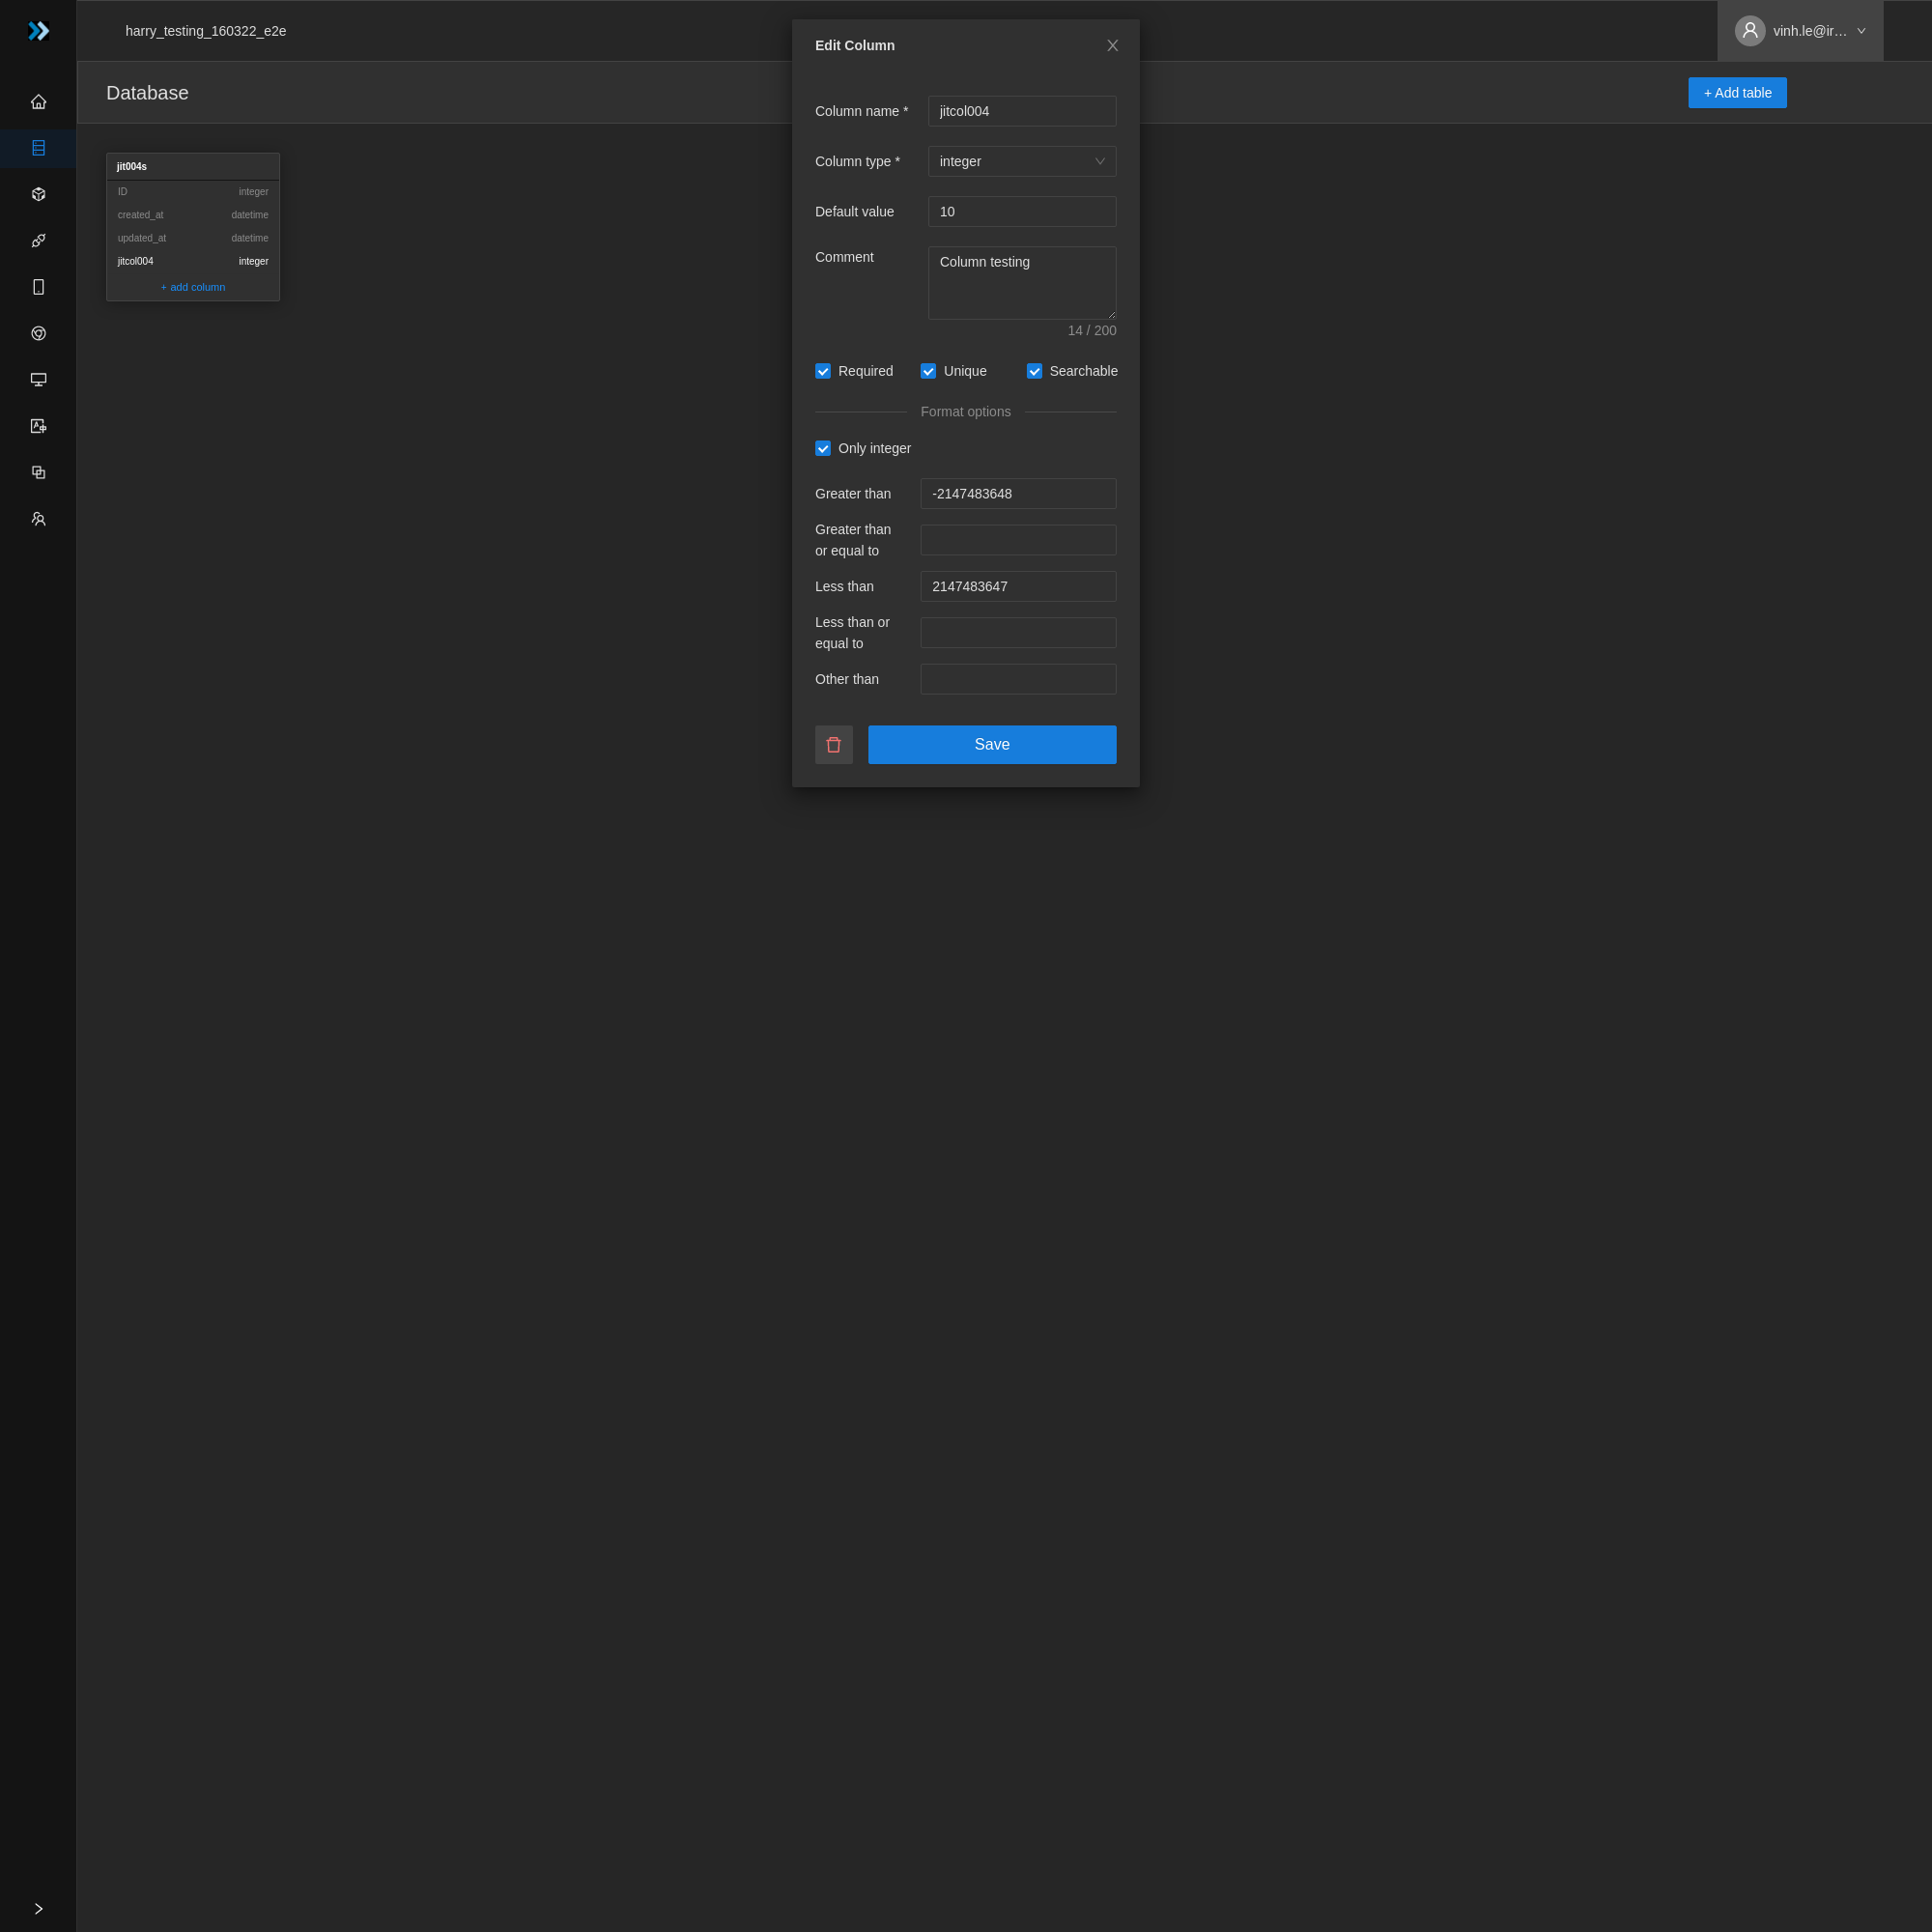 harry_testing_160322_e2e
vinh.le@ir…
Database
+ Add table
jit004s
ID integer
created_at datetime
updated_at datetime
jitcol004 integer
+ add column
Edit Column
Column name * jitcol004
Column type * integer
Default value 10
Comment Column testing
14 / 200
Required Unique Searchable
Format options
Only integer
Greater than -2147483648
Greater than
or equal to
Less than 2147483647
Less than or
equal to
Other than
Save